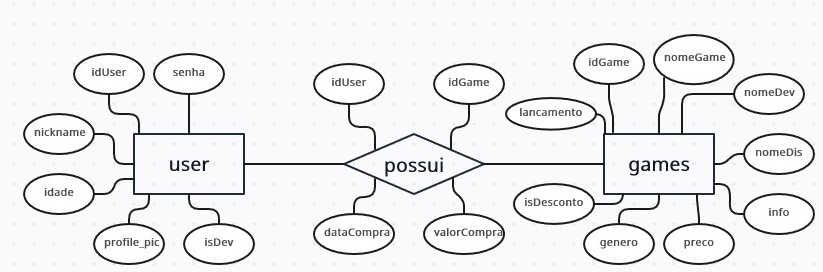 nomeGame
idGame
idUser
senha
idUser
idGame
nomeDev
lancamento
nickname
nomeDis
user
possui
games
idade
isDesconto
info
dataCompra
valorCompra
profile_pic
isDev
genero
preco